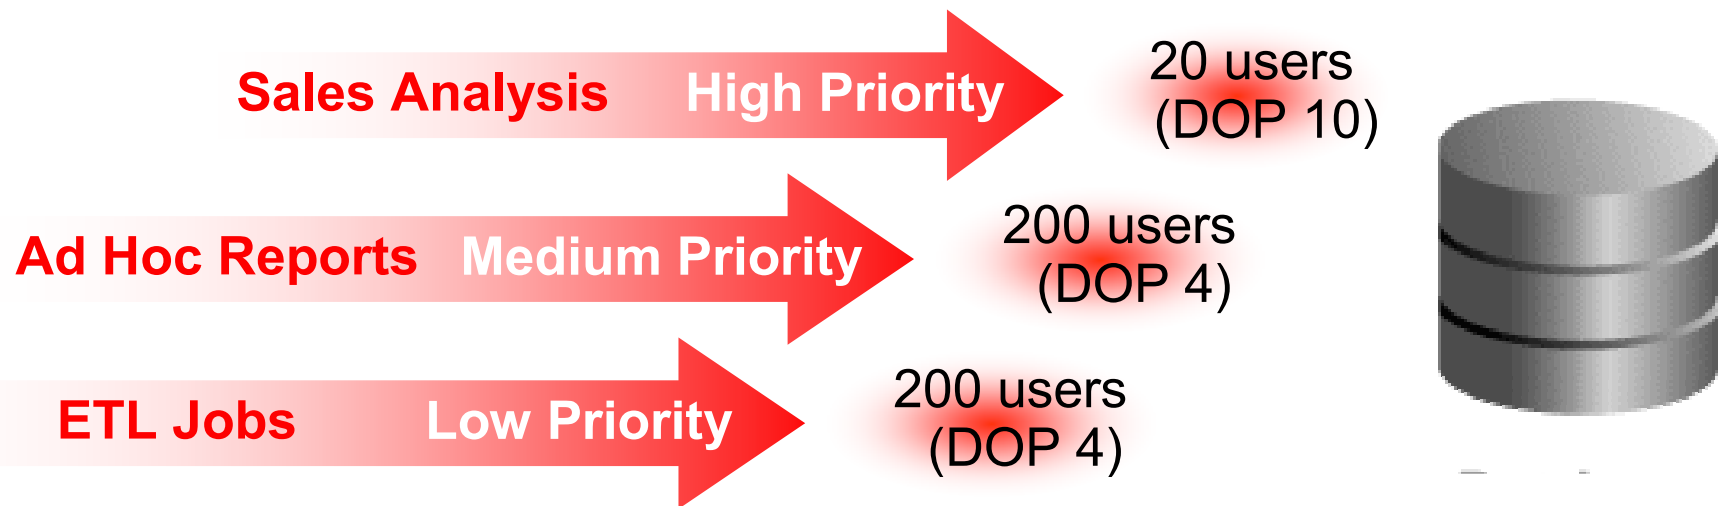 Sales Analysis High Priority
20 users
(DOP 10)
Ad Hoc Reports Medium Priority
200 users
(DOP 4)
ETL Jobs Low Priority
200 users
(DOP 4)